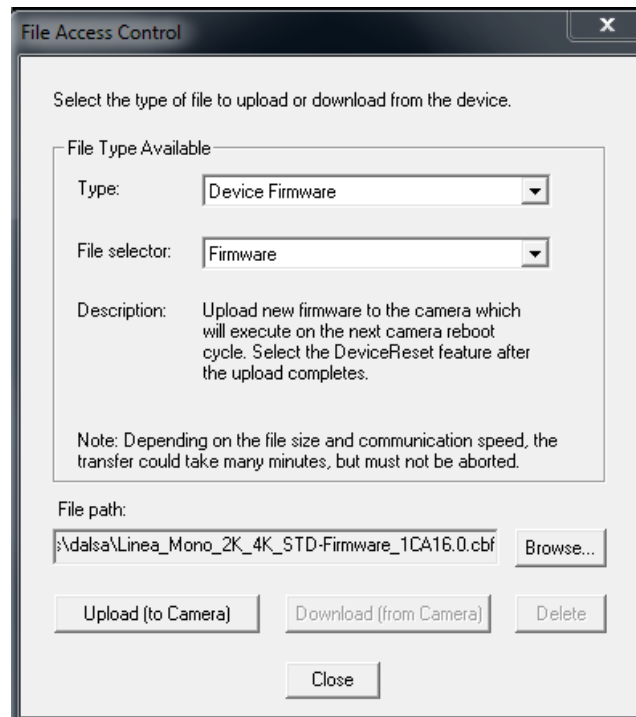 File Access Control
X
Select the type of file to upload or download from the device.
File Type Available
Type:
Device Firmware
File selector:
Firmware
Description:
Upload new firmware to the camera which
will execute on the next camera reboot
cycle. Select the DeviceReset feature after
the upload completes.
Note: Depending on the file size and communication speed, the
transfer could take many minutes, but must not be aborted.
File path:
s\dalsa\Linea_Mono_2K_4K_STD-Firmware_1CA16.0.cbf
Browse...
Upload (to Camera)
Download (from Camera)
Delete
Close